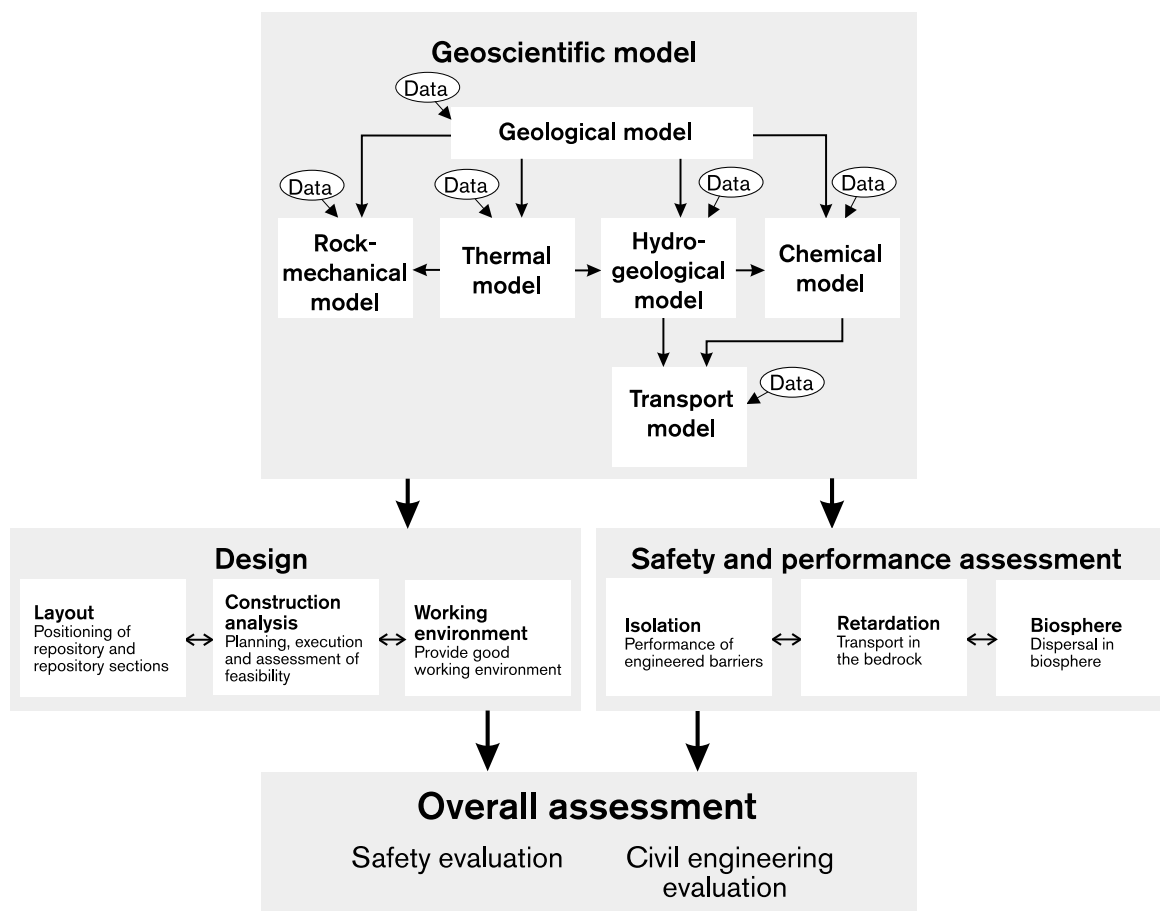 Geoscientific model
Data
Geological model
Data
Data
Data
Data
Rock-
mechanical
model
Thermal
model
Hydro-
geological
model
Chemical
model
Data
Transport
model
Design
Layout
Positioning of
repository and
repository sections
Construction
analysis
Planning, execution
and assessment of
feasibility
Working
environment
Provide good
working environment
Safety and performance assessment
Isolation
Performance of
engineered barriers
Retardation
Transport in
the bedrock
Biosphere
Dispersal in
biosphere
Overall assessment
Safety evaluation
Civil engineering
evaluation